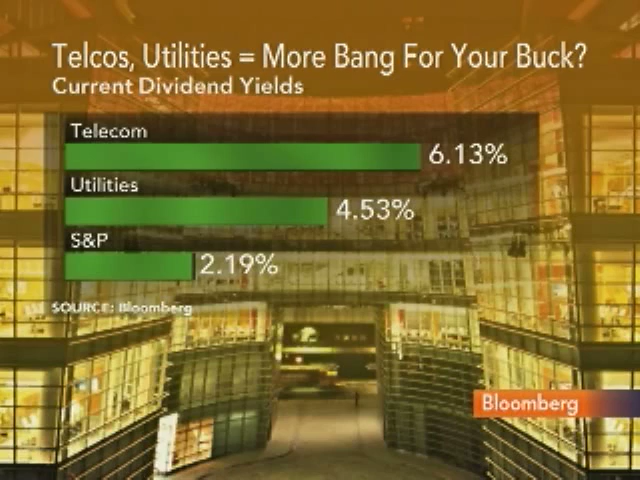 Telcos, Utilities = More Bang For Your Buck?
Current Dividend Yields
Telecom
6.13%
Utilities
4.53%
S&P
2.19%
SOURCE: Bloomberg
Bloomberg